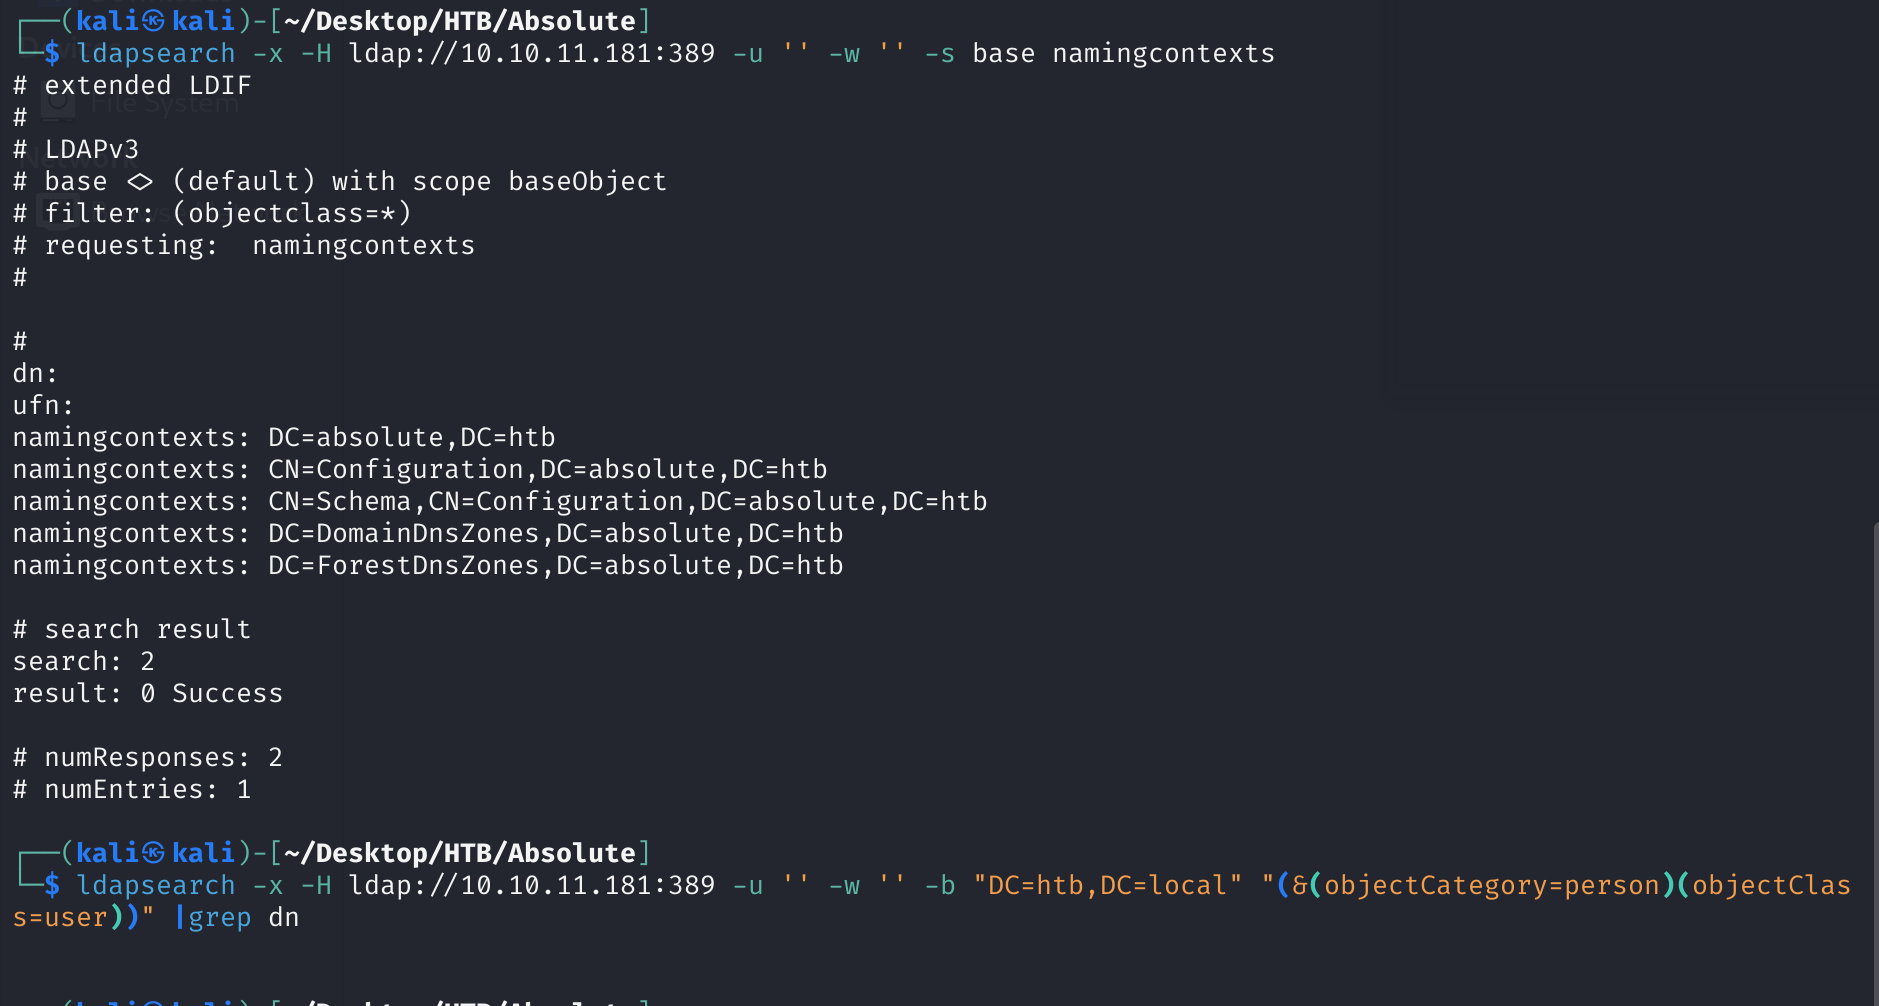 ┌──(kali㉿kali)-[~/Desktop/HTB/Absolute]
└─$ ldapsearch -x -H ldap://10.10.11.181:389 -u '' -w '' -s base namingcontexts
# extended LDIF
File System
#
# LDAPv3
Network
# base <> (default) with scope baseObject
# filter: (objectclass=*)
# requesting:  namingcontexts
#

#
dn:
ufn:
namingcontexts: DC=absolute,DC=htb
namingcontexts: CN=Configuration,DC=absolute,DC=htb
namingcontexts: CN=Schema,CN=Configuration,DC=absolute,DC=htb
namingcontexts: DC=DomainDnsZones,DC=absolute,DC=htb
namingcontexts: DC=ForestDnsZones,DC=absolute,DC=htb

# search result
search: 2
result: 0 Success

# numResponses: 2
# numEntries: 1

┌──(kali㉿kali)-[~/Desktop/HTB/Absolute]
└─$ ldapsearch -x -H ldap://10.10.11.181:389 -u '' -w '' -b "DC=htb,DC=local" "(&(objectCategory=person)(objectClas
s=user))" |grep dn